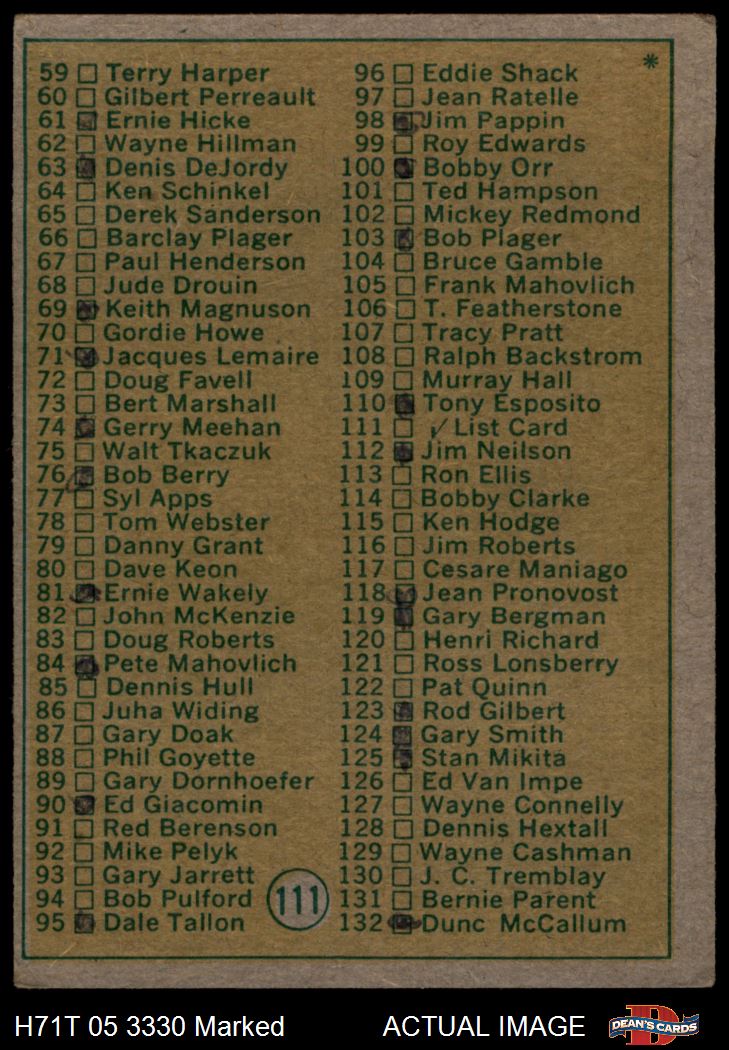 *
59 Terry Harper
60 Gilbert Perreault
61 Ernie Hicke
62 Wayne Hillman
63 Denis DeJordy
64 Ken Schinkel
65 Derek Sanderson
66 Barclay Plager
67 Paul Henderson
68 Jude Drouin
69 Keith Magnuson
70 Gordie Howe
71 Jacques Lemaire
72 Doug Favell
73 Bert Marshall
74 Gerry Meehan
75 Walt Tkaczuk
76 Bob Berry
77 Syl Apps
78 Tom Webster
79 Danny Grant
80 Dave Keon
81 Ernie Wakely
82 John McKenzie
83 Doug Roberts
84 Pete Mahovlich
85 Dennis Hull
86 Juha Widing
87 Gary Doak
88 Phil Goyette
89 Gary Dornhoefer
90 Ed Giacomin
91 Red Berenson
92 Mike Pelyk
93 Gary Jarrett
94 Bob Pulford
95 Dale Tallon
96 Eddie Shack
97 Jean Ratelle
98 Jim Pappin
99 Roy Edwards
100 Bobby Orr
101 Ted Hampson
102 Mickey Redmond
103 Bob Plager
104 Bruce Gamble
105 Frank Mahovlich
106 T. Featherstone
107 Tracy Pratt
108 Ralph Backstrom
109 Murray Hall
110 Tony Esposito
111 √ List Card
112 Jim Neilson
113 Ron Ellis
114 Bobby Clarke
115 Ken Hodge
116 Jim Roberts
117 Cesare Maniago
118 Jean Pronovost
119 Gary Bergman
120 Henri Richard
121 Ross Lonsberry
122 Pat Quinn
123 Rod Gilbert
124 Gary Smith
125 Stan Mikita
126 Ed Van Impe
127 Wayne Connelly
128 Dennis Hextall
129 Wayne Cashman
130 J. C. Tremblay
131 Bernie Parent
132 Dunc McCallum
111
H71T 05 3330 Marked
ACTUAL IMAGE
D
DEAN'S CARDS